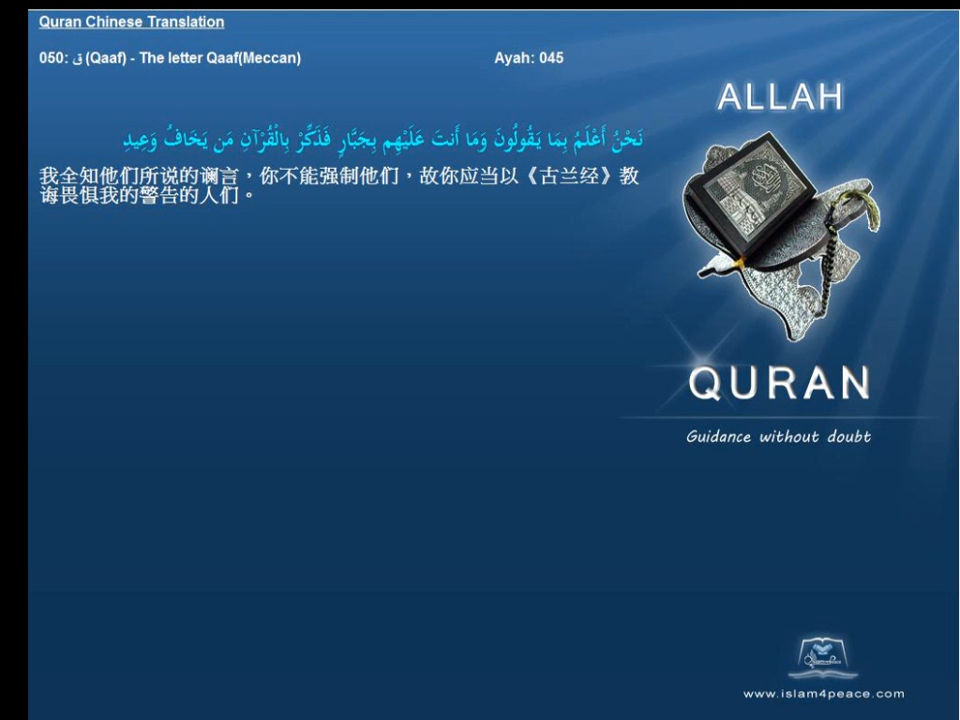 Quran Chinese Translation
050: ق (Qaaf) - The letter Qaaf(Meccan) Ayah: 045
نَحْنُ أَعْلَمُ بِمَا يَقُولُونَ وَمَا أَنتَ عَلَيْهِم بِجَبَّارٍ فَذَكِّرْ بِالْقُرْآنِ مَن يَخَافُ وَعِيدِ
我全知他们所说的谰言，你不能强制他们，故你应当以《古兰经》教
诲畏惧我的警告的人们。
ALLAH
QURAN
Guidance without doubt
www.islam4peace.com